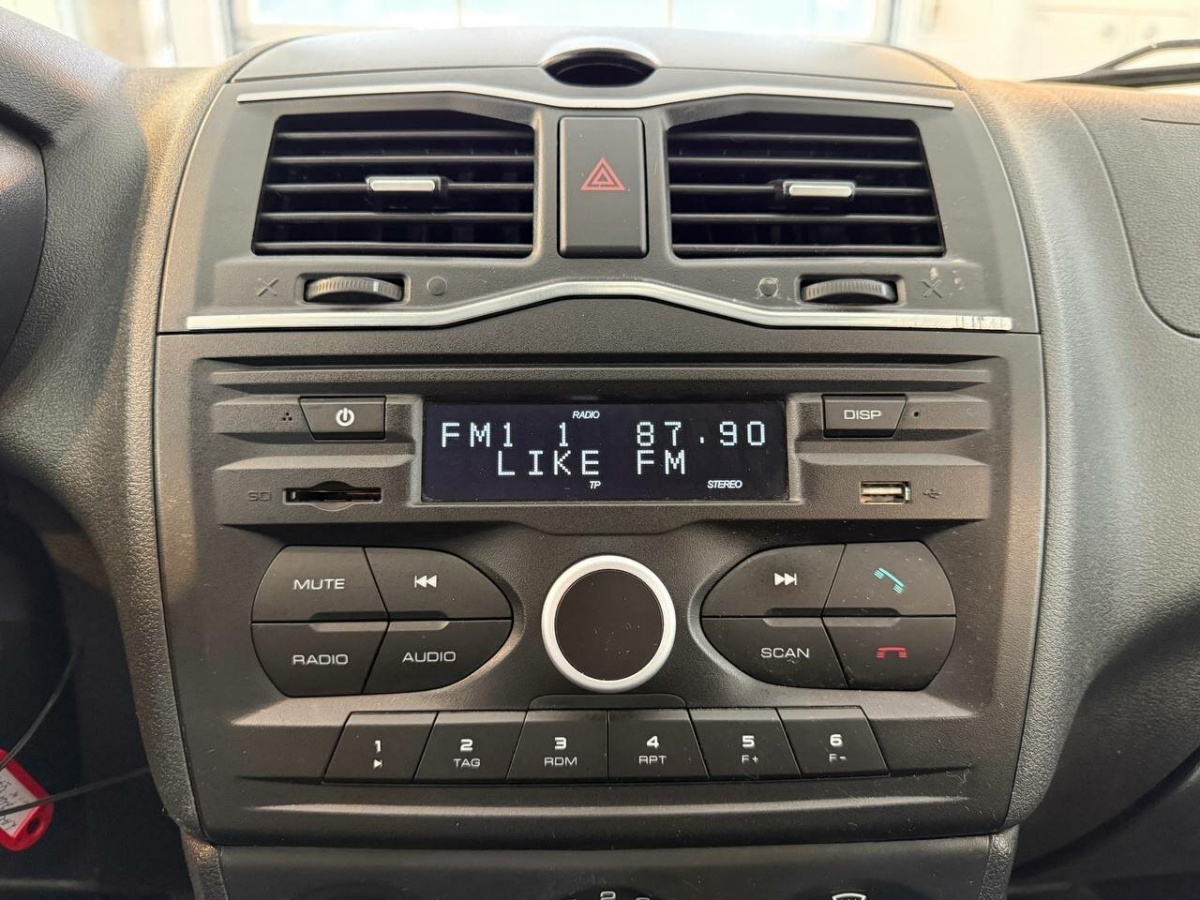 RADIO
FM1 1 87.90
LIKE FM
TP STEREO
DISP
SD
MUTE
RADIO
AUDIO
SCAN
1
2 TAG
3 RDM
4 RPT
5 F+
6 F-